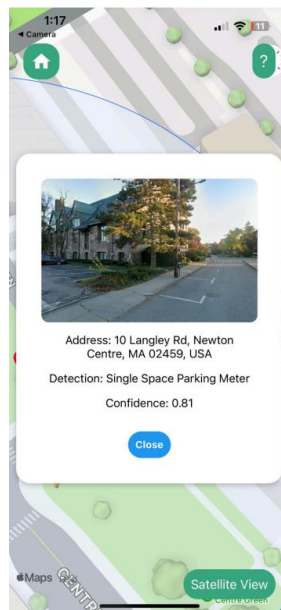 1:17
11
◀ Camera
?
Address: 10 Langley Rd, Newton
Centre, MA 02459, USA
Detection: Single Space Parking Meter
Confidence: 0.81
Close
Maps
Satellite View
Centre Green